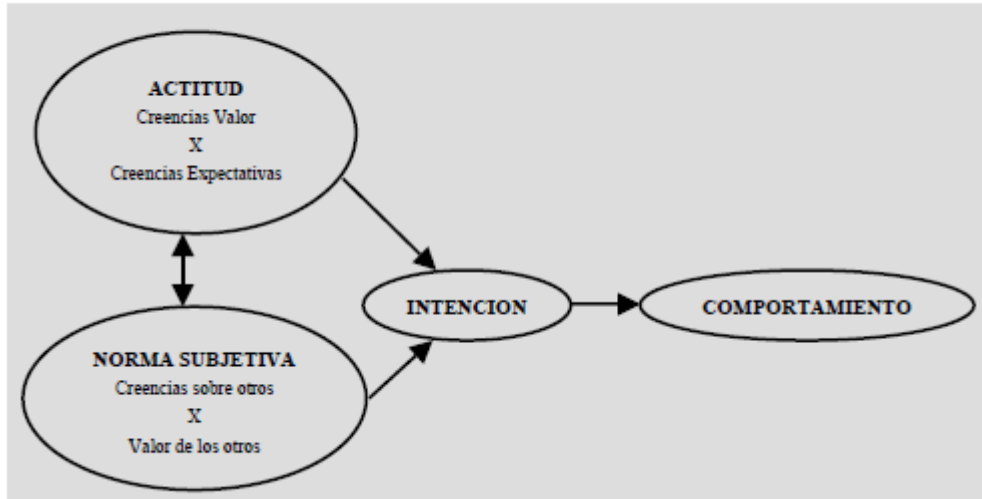 ACTITUD
Creencias Valor
X
Creencias Expectativas
INTENCION
COMPORTAMIENTO
NORMA SUBJETIVA
Creencias sobre otros
X
Valor de los otros